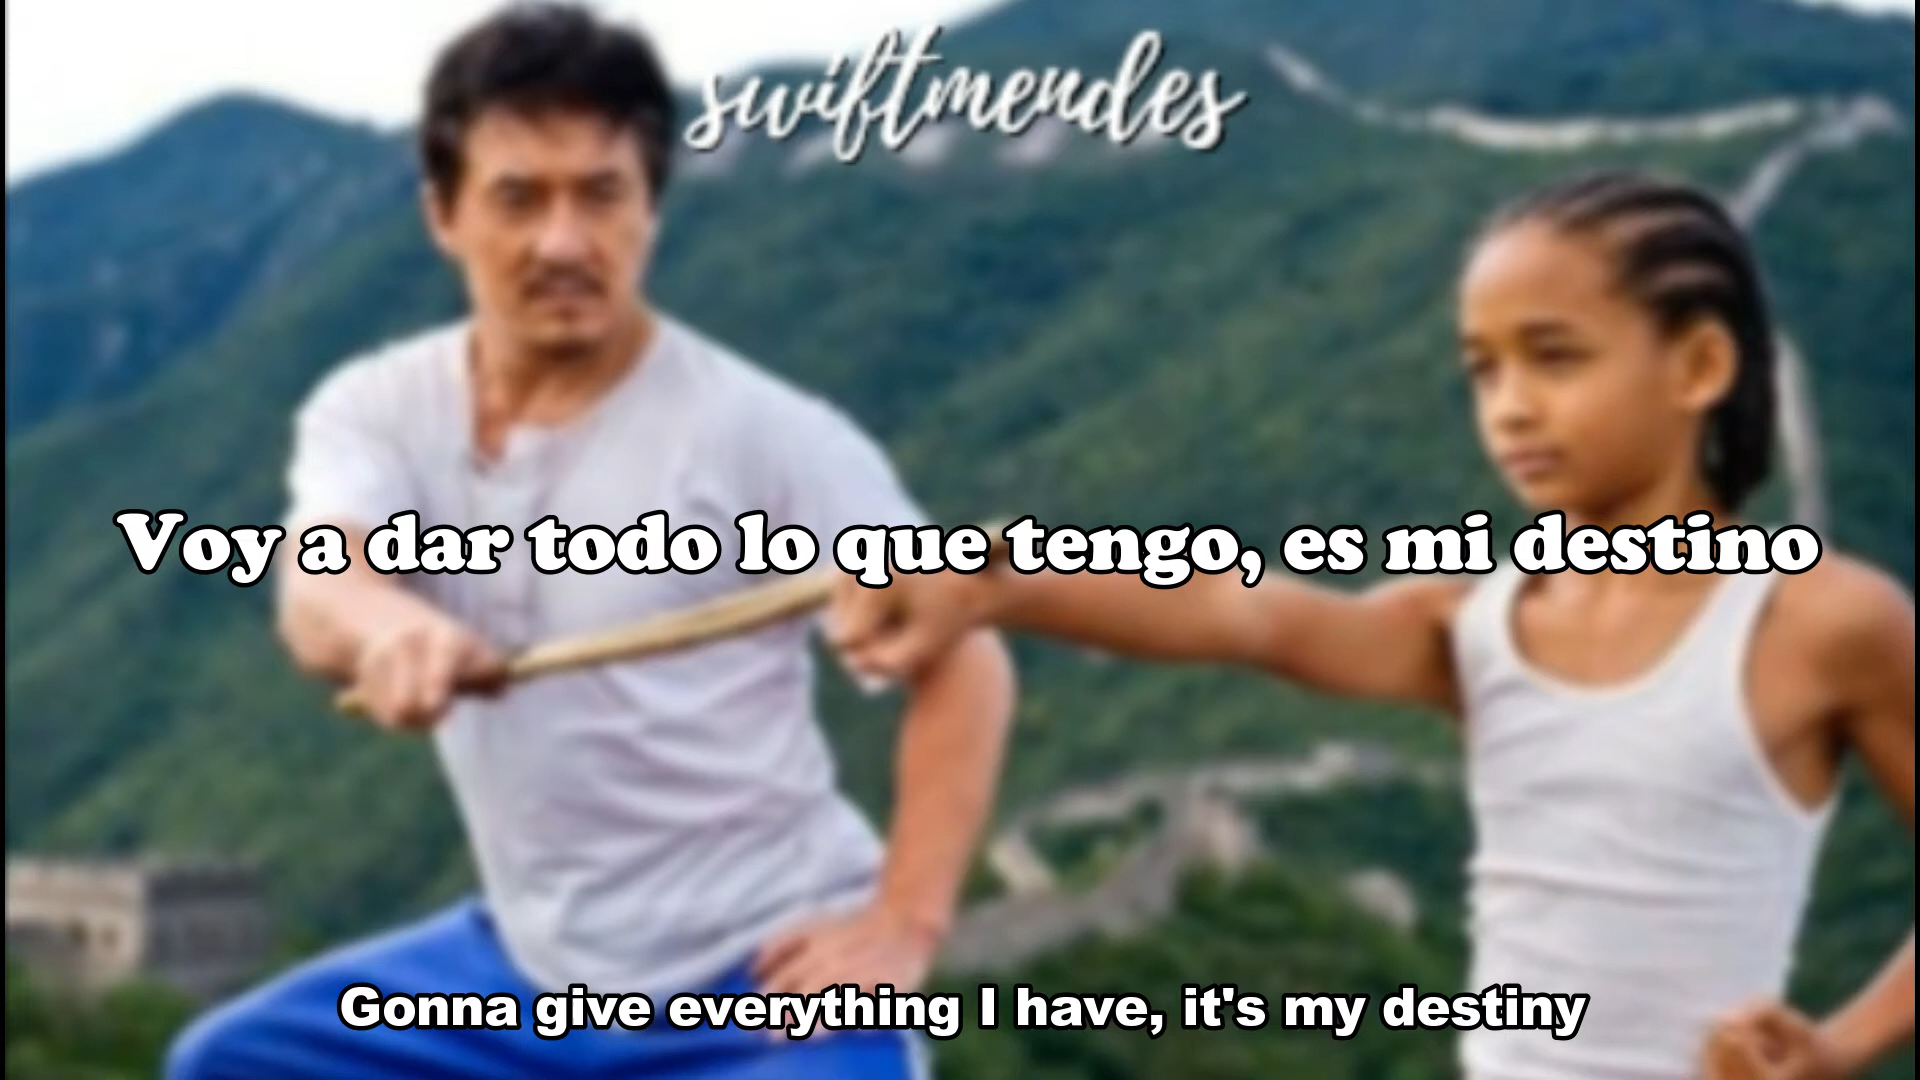 swiftmendes
Voy a dar todo lo que tengo, es mi destino
Gonna give everything I have, it's my destiny